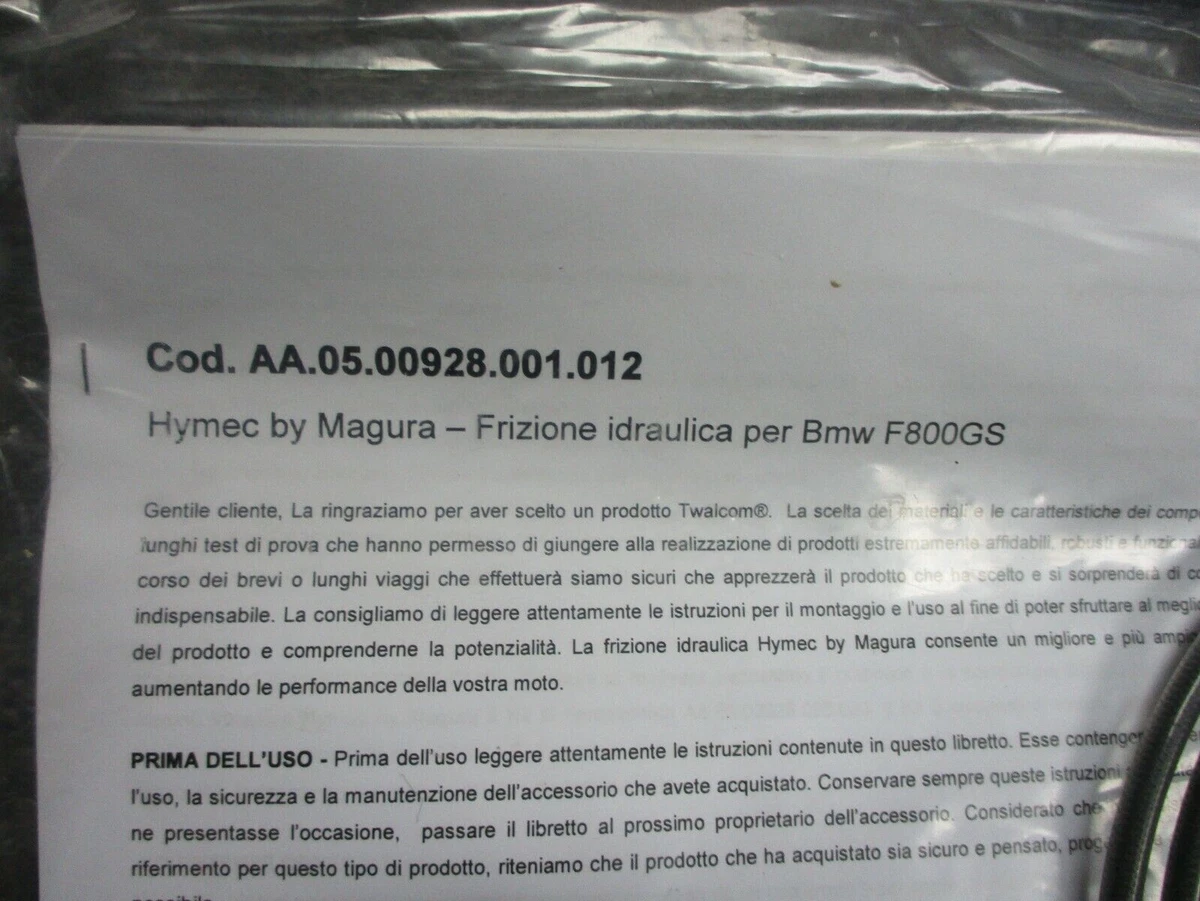 Cod. AA.05.00928.001.012
Hymec by Magura – Frizione idraulica per Bmw F800GS
Gentile cliente, La ringraziamo per aver scelto un prodotto Twalcom®. La scelta dei materiali e le caratteristiche dei comp
lunghi test di prova che hanno permesso di giungere alla realizzazione di prodotti estremamente affidabili, robusti e funzional
corso dei brevi o lunghi viaggi che effettuerà siamo sicuri che apprezzerà il prodotto che ha scelto e si sorprenderà di co
indispensabile. La consigliamo di leggere attentamente le istruzioni per il montaggio e l'uso al fine di poter sfruttare al megli
del prodotto e comprenderne la potenzialità. La frizione idraulica Hymec by Magura consente un migliore e più ampi
aumentando le performance della vostra moto.
PRIMA DELL'USO - Prima dell'uso leggere attentamente le istruzioni contenute in questo libretto. Esse contengo
l'uso, la sicurezza e la manutenzione dell'accessorio che avete acquistato. Conservare sempre queste istruzioni
ne presentasse l'occasione, passare il libretto al prossimo proprietario dell'accessorio. Considerato che
riferimento per questo tipo di prodotto, riteniamo che il prodotto che ha acquistato sia sicuro e pensato, prog